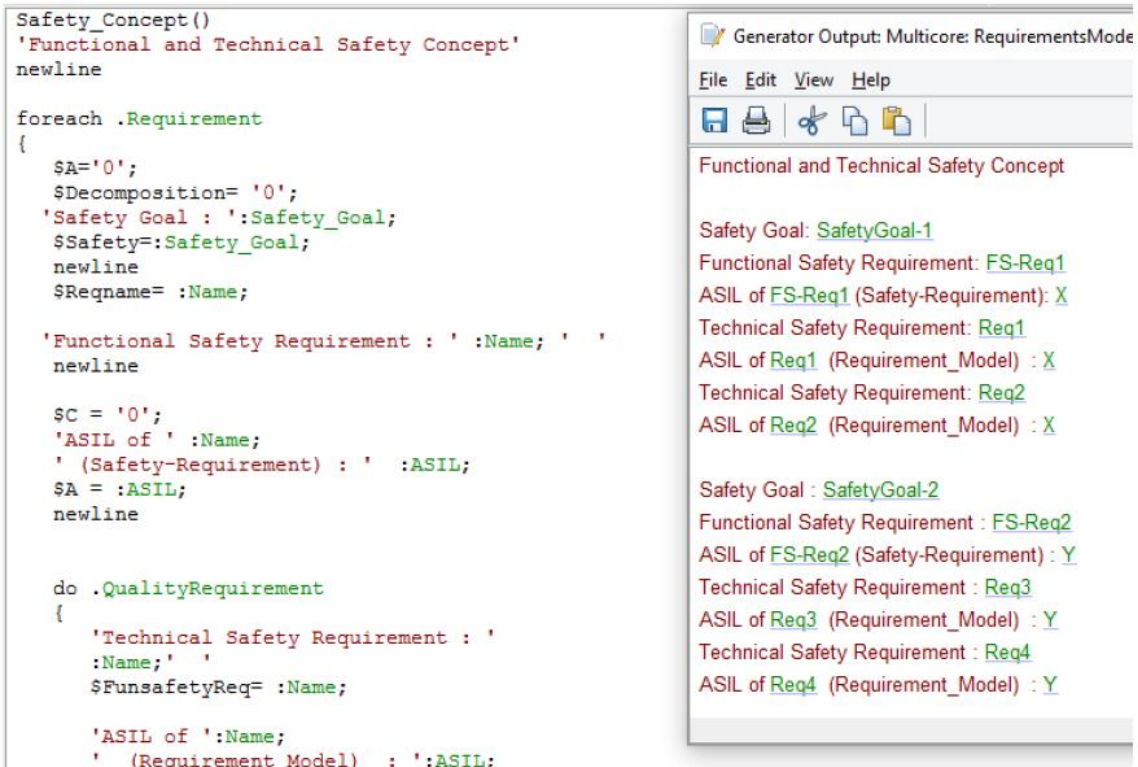 Safety_Concept()
'Functional and Technical Safety Concept'
newline
foreach .Requirement
{
$A='0';
$Decomposition= '0';
'Safety Goal : ':Safety_Goal;
$Safety=:Safety_Goal;
newline
$Reqname= :Name;
'Functional Safety Requirement : ' :Name; '  '
newline
$C = '0';
'ASIL of ' :Name;
' (Safety-Requirement) : '  :ASIL;
$A = :ASIL;
newline
do .QualityRequirement
{
'Technical Safety Requirement : '
:Name;'  '
$FunsafetyReq= :Name;
'ASIL of ':Name;
'  (Requirement_Model)  : ':ASIL;
Generator Output: Multicore: RequirementsMode
File Edit View Help
Functional and Technical Safety Concept
Safety Goal: SafetyGoal-1
Functional Safety Requirement: FS-Req1
ASIL of FS-Req1 (Safety-Requirement): X
Technical Safety Requirement: Req1
ASIL of Req1  (Requirement_Model)  : X
Technical Safety Requirement: Req2
ASIL of Req2  (Requirement_Model)  : X
Safety Goal : SafetyGoal-2
Functional Safety Requirement : FS-Req2
ASIL of FS-Req2 (Safety-Requirement) : Y
Technical Safety Requirement : Req3
ASIL of Req3  (Requirement_Model)  : Y
Technical Safety Requirement : Req4
ASIL of Req4  (Requirement_Model)  : Y